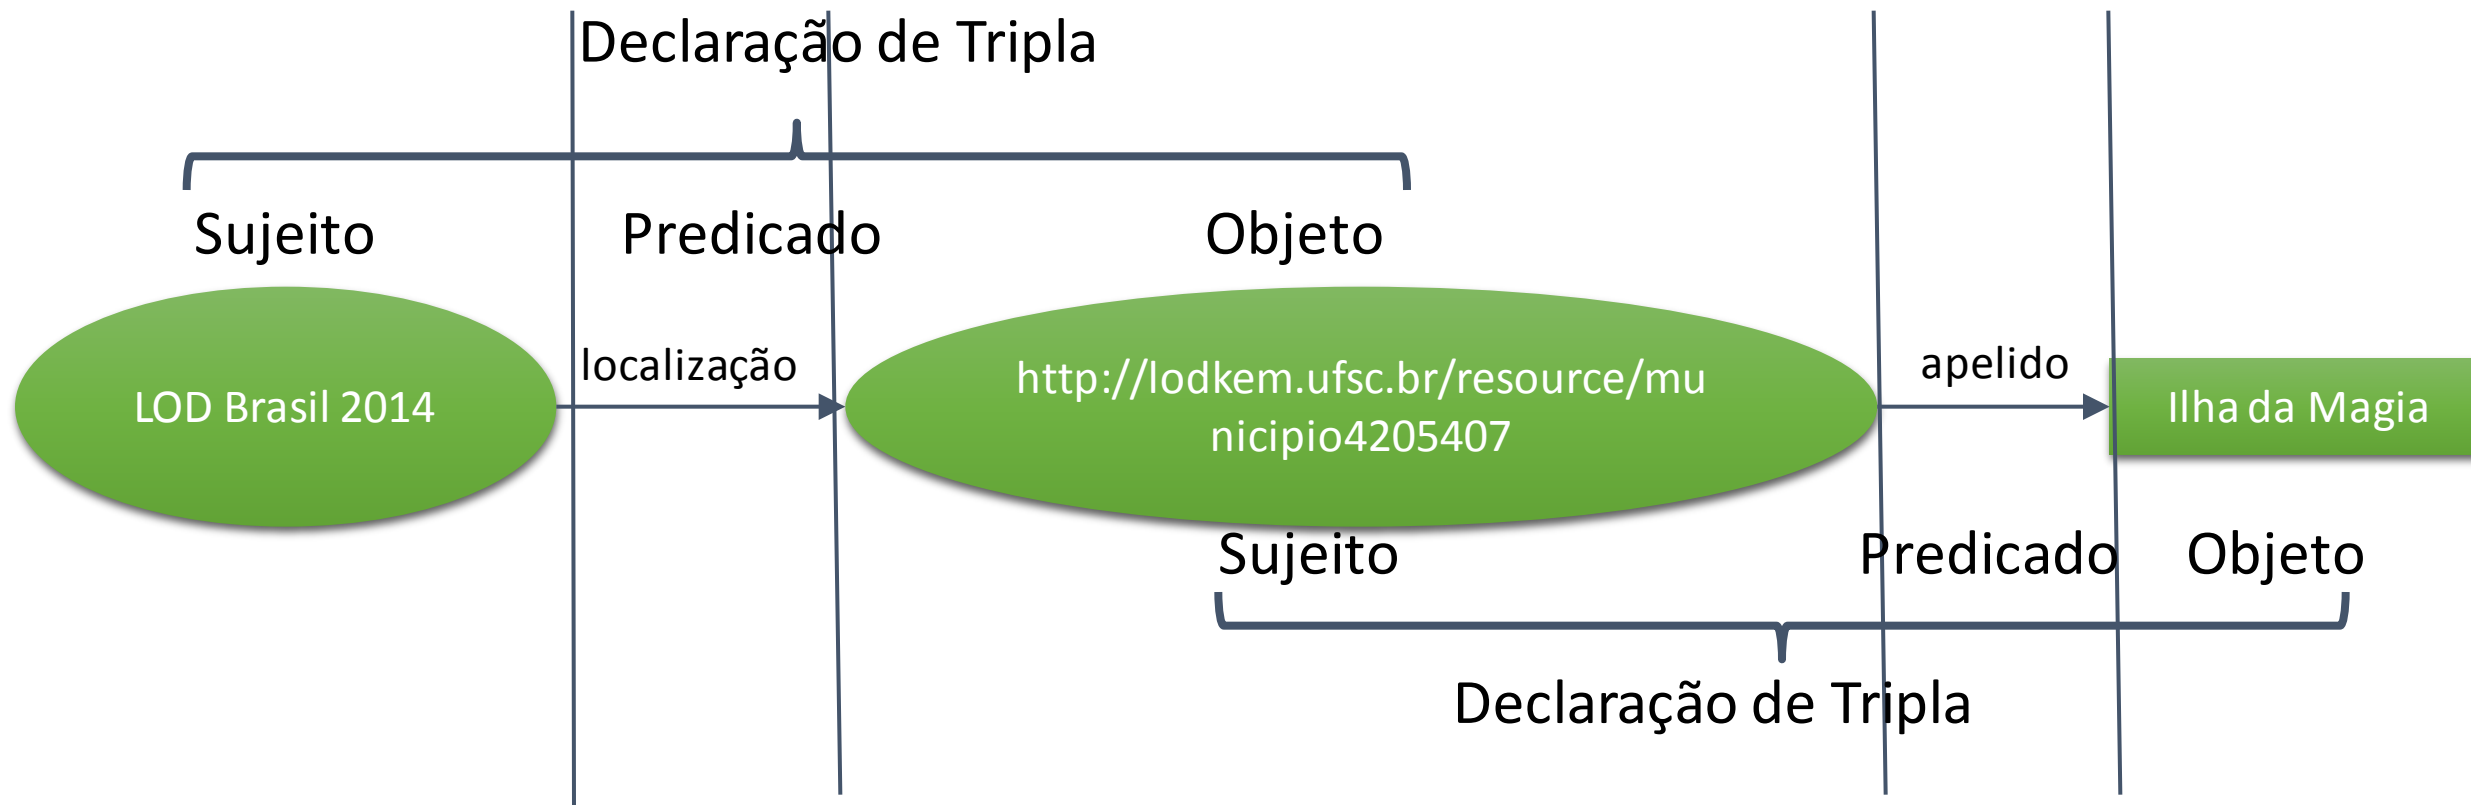 Declaração de Tripla
Sujeito Predicado Objeto
localização
apelido
LOD Brasil 2014
http://lodkem.ufsc.br/resource/mu
nicipio4205407
Ilha da Magia
Sujeito Predicado Objeto
Declaração de Tripla